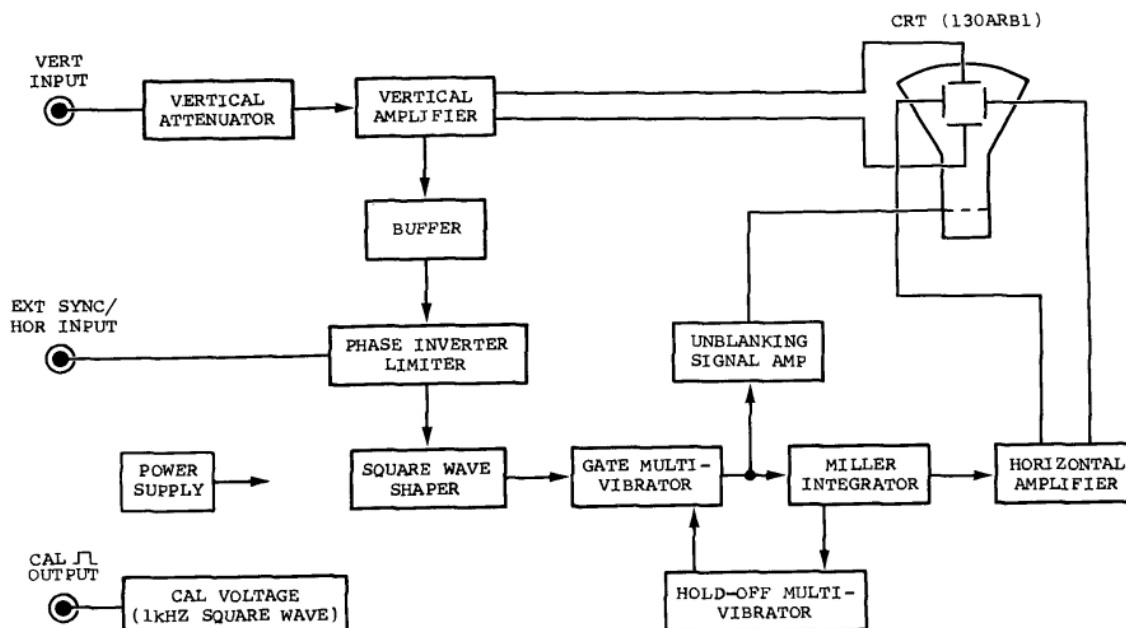 CRT (130ARB1)
VERT
INPUT
VERTICAL
ATTENUATOR
VERTICAL
AMPLIFIER
BUFFER
EXT SYNC/
HOR INPUT
PHASE INVERTER
LIMITER
UNBLANKING
SIGNAL AMP
POWER
SUPPLY
SQUARE WAVE
SHAPER
GATE MULTI-
VIBRATOR
MILLER
INTEGRATOR
HORIZONTAL
AMPLIFIER
CAL
OUTPUT
CAL VOLTAGE
(1kHZ SQUARE WAVE)
HOLD-OFF MULTI-
VIBRATOR